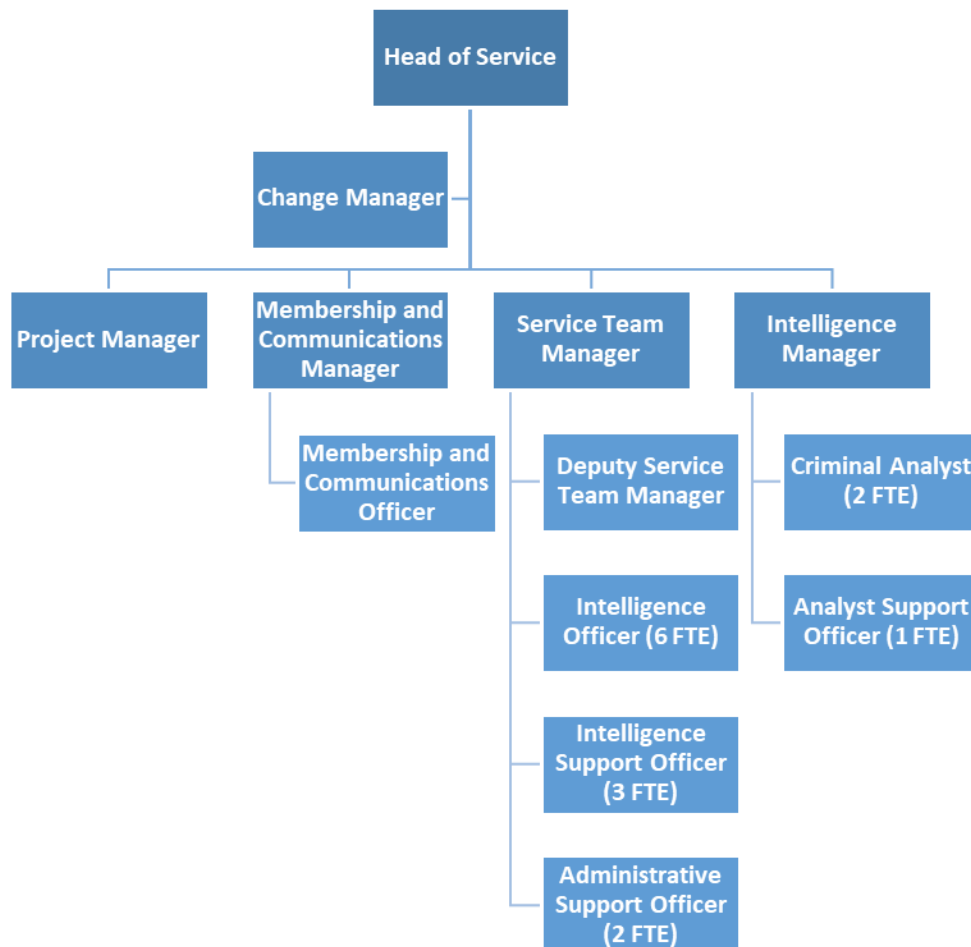 Head of Service
Change Manager
Project Manager
Membership and
Communications
Manager
Service Team
Manager
Intelligence
Manager
Membership and
Communications
Officer
Deputy Service
Team Manager
Intelligence
Officer (6 FTE)
Intelligence
Support Officer
(3 FTE)
Administrative
Support Officer
(2 FTE)
Criminal Analyst
(2 FTE)
Analyst Support
Officer (1 FTE)